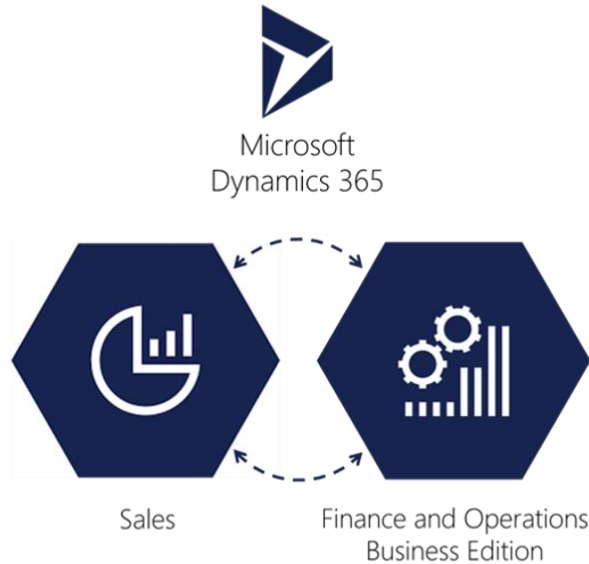 Microsoft
Dynamics 365
Sales
Finance and Operations
Business Edition